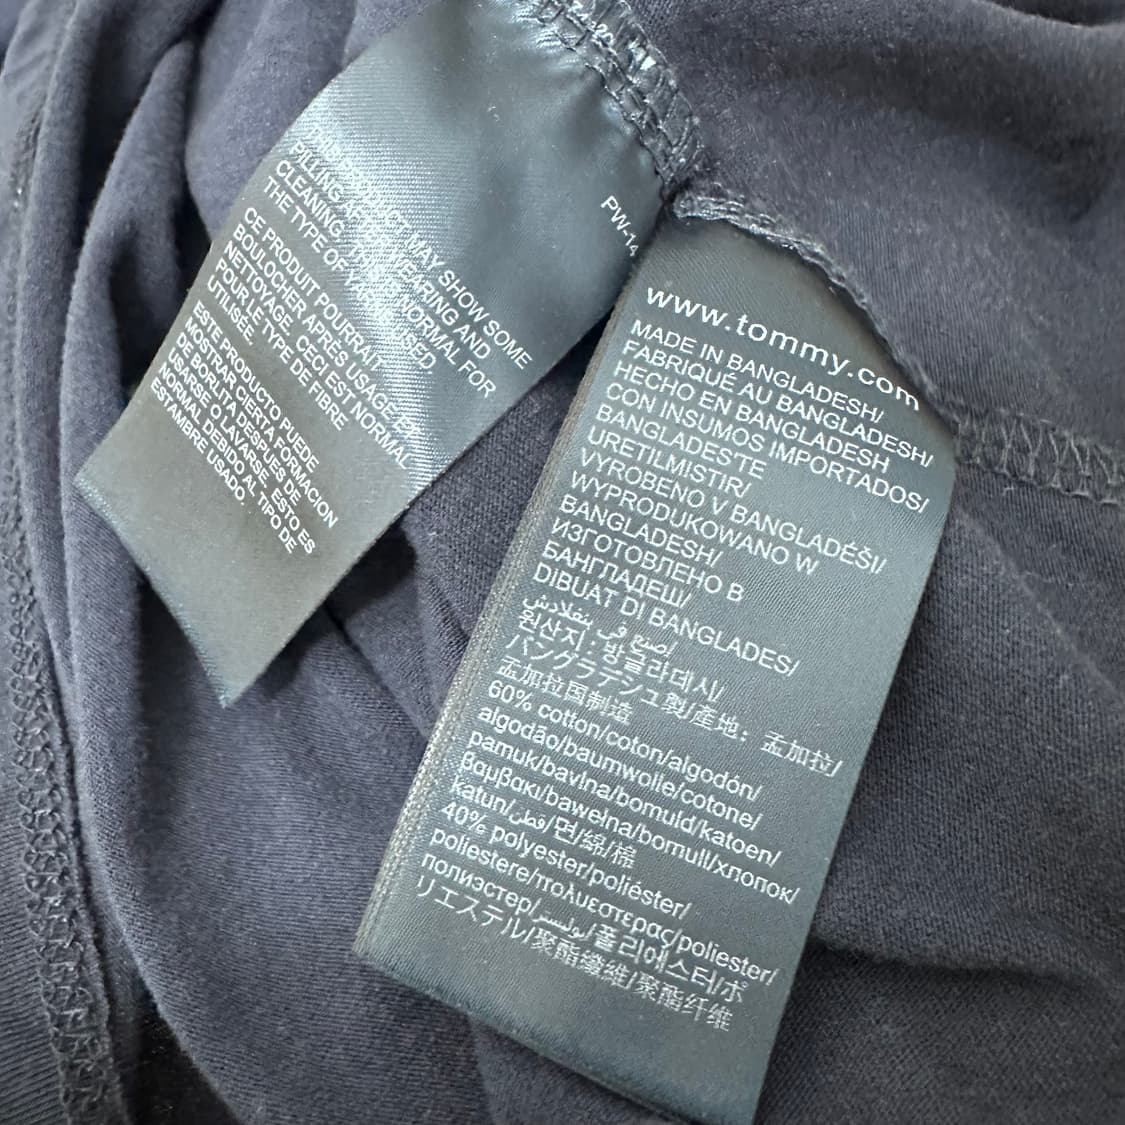 PRODUCT MAY SHOW SOME
PILLING AFTER WEARING AND
CLEANING. THIS IS NORMAL FOR
THE TYPE OF YARN USED
CE PRODUIT POURRAIT
BOULOCHER APRÈS USAGE ET
NETTOYAGE. CECI EST NORMAL
POUR LE TYPE DE FIBRE
UTILISÉE.
ESTE PRODUCTO PUEDE
MOSTRAR CIERTA FORMACION
DE BORLITA DESPUES DE
USARSE O LAVARSE. ESTO ES
NORMAL DEBIDO AL TIPO DE
ESTAMBRE USADO.
PW-14
www.tommy.com
MADE IN BANGLADESH/
FABRIQUÉ AU BANGLADESH/
HECHO EN BANGLADESH
CON INSUMOS IMPORTADOS/
BANGLADES'TE
URETILMISTIR/
VYROBENO V BANGLADÉŠI/
WYPRODUKOWANO W
BANGLADESH/
ИЗГОТОВЛЕНО В
БАНГЛАДЕШ/
DIBUAT DI BANGLADES/
صنع في بنغلادش/
원산지 : 방글라데시/
バングラデシュ製/產地：孟加拉/
孟加拉国制造
60% cotton/coton/algodón/
algodão/baumwolle/cotone/
pamuk/bavlna/bomuld/katoen/
βαμβακι/bawełna/bomull/хлопок/
katun/قطن/면/綿/棉
40% polyester/poliéster/
poliestere/πολυεστερας/poliester/
полиэстер/بوليستر/폴리에스터/ポ
リエステル/聚酯纖維/聚酯纤维